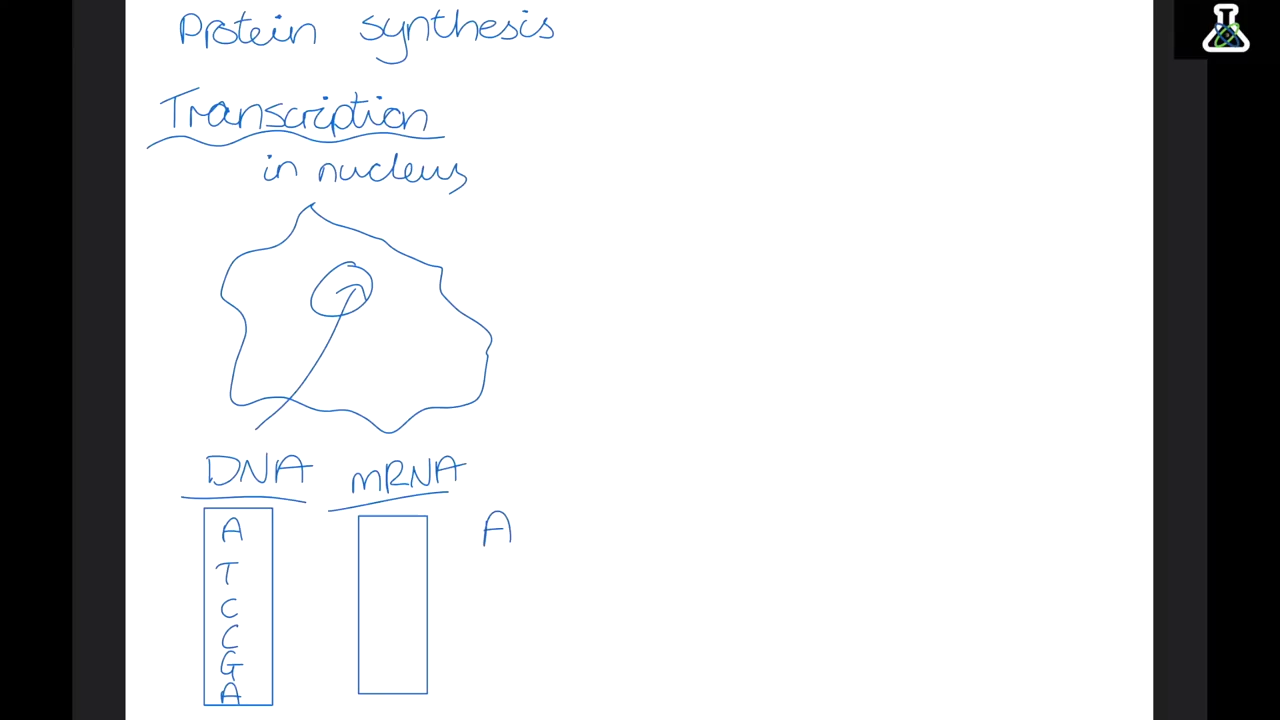 Protein synthesis
Transcription
in nucleus
DNA mRNA
A A
T
C
C
G
A